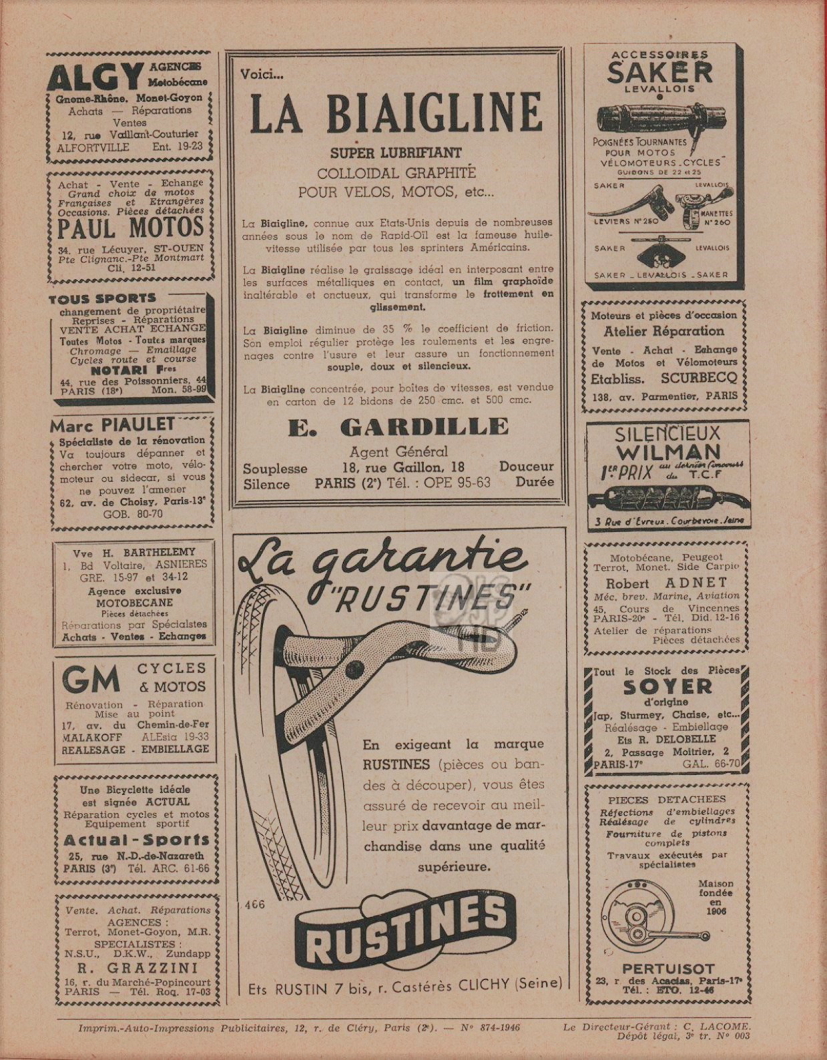 ALGY AGENCES
Motobécane
Gnome-Rhône, Monet-Goyon
Achats — Réparations
Ventes
12, rue Vaillant-Couturier
ALFORTVILLE Ent. 19-23
Achat - Vente - Echange
Grand choix de motos
Françaises et Etrangères
Occasions. Pièces détachées
PAUL MOTOS
34, rue Lécuyer, ST-OUEN
Pte Clignanc.-Pte Montmart
Cli. 12-51
TOUS SPORTS
changement de propriétaire
Reprises - Réparations
VENTE ACHAT ECHANGE
Toutes Motos - Toutes marques
Chromage — Emaillage
Cycles route et course
NOTARI Fres
44, rue des Poissonniers, 44
PARIS (18e) Mon. 58-99
Marc PIAULET
Spécialiste de la rénovation
Va toujours dépanner et
chercher votre moto, vélo-
moteur ou sidecar, si vous
ne pouvez l'amener
62, av. de Choisy, Paris-13e
GOB. 80-70
Vve H. BARTHELEMY
1, Bd Voltaire, ASNIERES
GRE. 15-97 et 34-12
Agence exclusive
MOTOBECANE
Pièces détachées
Réparations par Spécialistes
Achats - Ventes - Echanges
GM CYCLES
& MOTOS
Rénovation - Réparation
Mise au point
17, av. du Chemin-de-Fer
MALAKOFF ALEsia 19-33
REALESAGE - EMBIELLAGE
Une Bicyclette idéale
est signée ACTUAL
Réparation cycles et motos
Equipement sportif
Actual-Sports
25, rue N.-D.-de-Nazareth
PARIS (3e) Tél. ARC. 61-66
Vente. Achat. Réparations
AGENCES :
Terrot, Monet-Goyon, M.R.
SPECIALISTES :
N.S.U., D.K.W., Zundapp
R. GRAZZINI
16, r. du Marché-Popincourt
PARIS — Tél. Roq. 17-03
Voici...
LA BIAIGLINE
SUPER LUBRIFIANT
COLLOIDAL GRAPHITÉ
POUR VELOS, MOTOS, etc...
La Biaigline, connue aux Etats-Unis depuis de nombreuses
années sous le nom de Rapid-Oïl est la fameuse huile-
vitesse utilisée par tous les sprinters Américains.
La Biaigline réalise le graissage idéal en interposant entre
les surfaces métalliques en contact, un film graphoïde
inaltérable et onctueux, qui transforme le frottement en
glissement.
La Biaigline diminue de 35 % le coefficient de friction.
Son emploi régulier protège les roulements et les engre-
nages contre l'usure et leur assure un fonctionnement
souple, doux et silencieux.
La Biaigline concentrée, pour boîtes de vitesses, est vendue
en carton de 12 bidons de 250 cmc. et 500 cmc.
E. GARDILLE
Agent Général
Souplesse 18, rue Gaillon, 18 Douceur
Silence PARIS (2e) Tél. : OPE 95-63 Durée
La garantie
"RUSTINES"
En exigeant la marque
RUSTINES (pièces ou ban-
des à découper), vous êtes
assuré de recevoir au meil-
leur prix davantage de mar-
chandise dans une qualité
supérieure.
466
RUSTINES
Ets RUSTIN 7 bis, r. Castérès CLICHY (Seine)
ACCESSOIRES
SAKER
LEVALLOIS
POIGNÉES TOURNANTES
POUR MOTOS
VÉLOMOTEURS - CYCLES
GUIDONS DE 22 et 25
SAKER LEVALLOIS
LEVIERS N° 260
MANETTES
N° 260
SAKER LEVALLOIS
SAKER - LEVALLOIS - SAKER
Moteurs et pièces d'occasion
Atelier Réparation
Vente - Achat - Echange
de Motos et Vélomoteurs
Etabliss. SCURBECQ
138, av. Parmentier, PARIS
SILENCIEUX
WILMAN
1er PRIX au dernier Concours
du T.C.F
3 Rue d'Evreux. Courbevoie. Seine
Motobécane, Peugeot
Terrot, Monet. Side Carpio
Robert ADNET
Méc. brev. Marine, Aviation
45, Cours de Vincennes
PARIS-20e - Tél. Did. 12-16
Atelier de réparations
Pièces détachées
Tout le Stock des Pièces
SOYER
d'origine
Jap, Sturmey, Chaise, etc...
Réalésage - Embiellage
Ets R. DELOBELLE
2, Passage Moitrier, 2
PARIS-17e GAL. 66-70
PIECES DETACHEES
Réfections d'embiellages
Réalésage de cylindres
Fourniture de pistons
complets
Travaux exécutés par
spécialistes
Maison
fondée
en
1906
PERTUISOT
23, r des Acacias, Paris-17e
Tél. : ETO. 12-46
Imprim.-Auto-Impressions Publicitaires, 12, r. de Cléry, Paris (2e). — N° 874-1946 Le Directeur-Gérant : C. LACOME.
Dépôt légal, 3e tr. N° 003